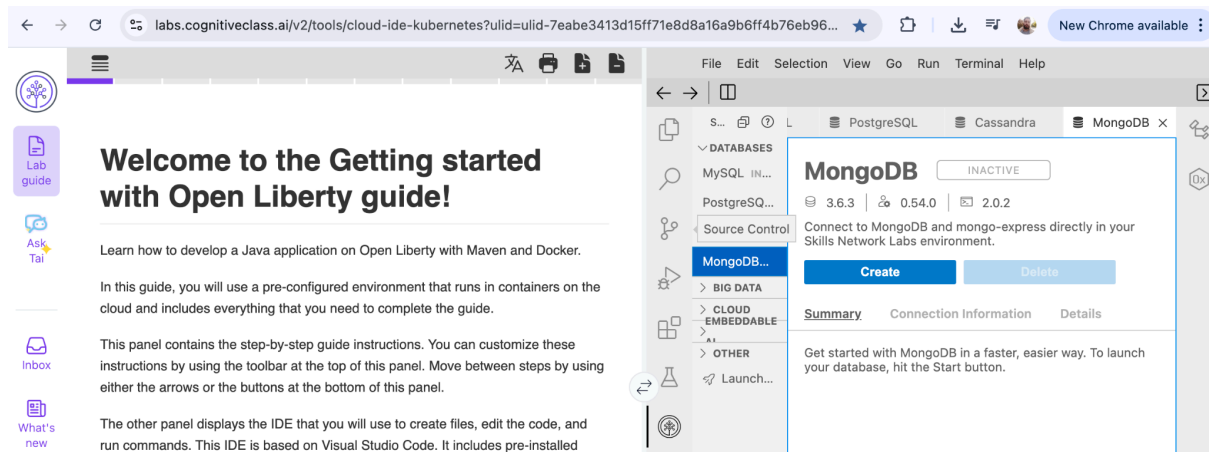 labs.cognitiveclass.ai/v2/tools/cloud-ide-kubernetes?ulid=ulid-7eabe3413d15ff71e8d8a16a9b6ff4b76eb96...
New Chrome available
Lab
guide
Ask
Tai
Inbox
What's
new
Welcome to the Getting started
with Open Liberty guide!
Learn how to develop a Java application on Open Liberty with Maven and Docker.
In this guide, you will use a pre-configured environment that runs in containers on the
cloud and includes everything that you need to complete the guide.
This panel contains the step-by-step guide instructions. You can customize these
instructions by using the toolbar at the top of this panel. Move between steps by using
either the arrows or the buttons at the bottom of this panel.
The other panel displays the IDE that you will use to create files, edit the code, and
run commands. This IDE is based on Visual Studio Code. It includes pre-installed
File Edit Selection View Go Run Terminal Help
S...
L
PostgreSQL
Cassandra
MongoDB
DATABASES
MySQL IN...
PostgreSQ...
Source Control
MongoDB...
BIG DATA
CLOUD
EMBEDDABLE
OTHER
Launch...
MongoDB
INACTIVE
3.6.3 0.54.0 2.0.2
Connect to MongoDB and mongo-express directly in your
Skills Network Labs environment.
Create
Delete
Summary Connection Information Details
Get started with MongoDB in a faster, easier way. To launch
your database, hit the Start button.